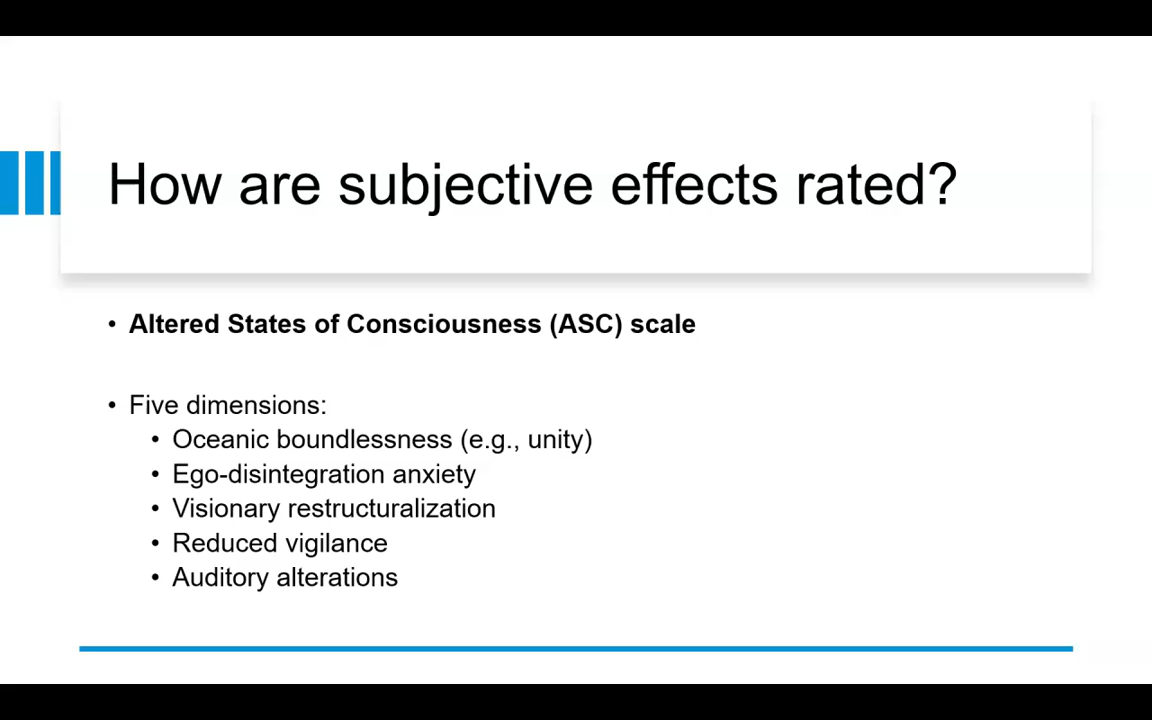 How are subjective effects rated?
• Altered States of Consciousness (ASC) scale
• Five dimensions:
• Oceanic boundlessness (e.g., unity)
• Ego-disintegration anxiety
• Visionary restructuralization
• Reduced vigilance
• Auditory alterations